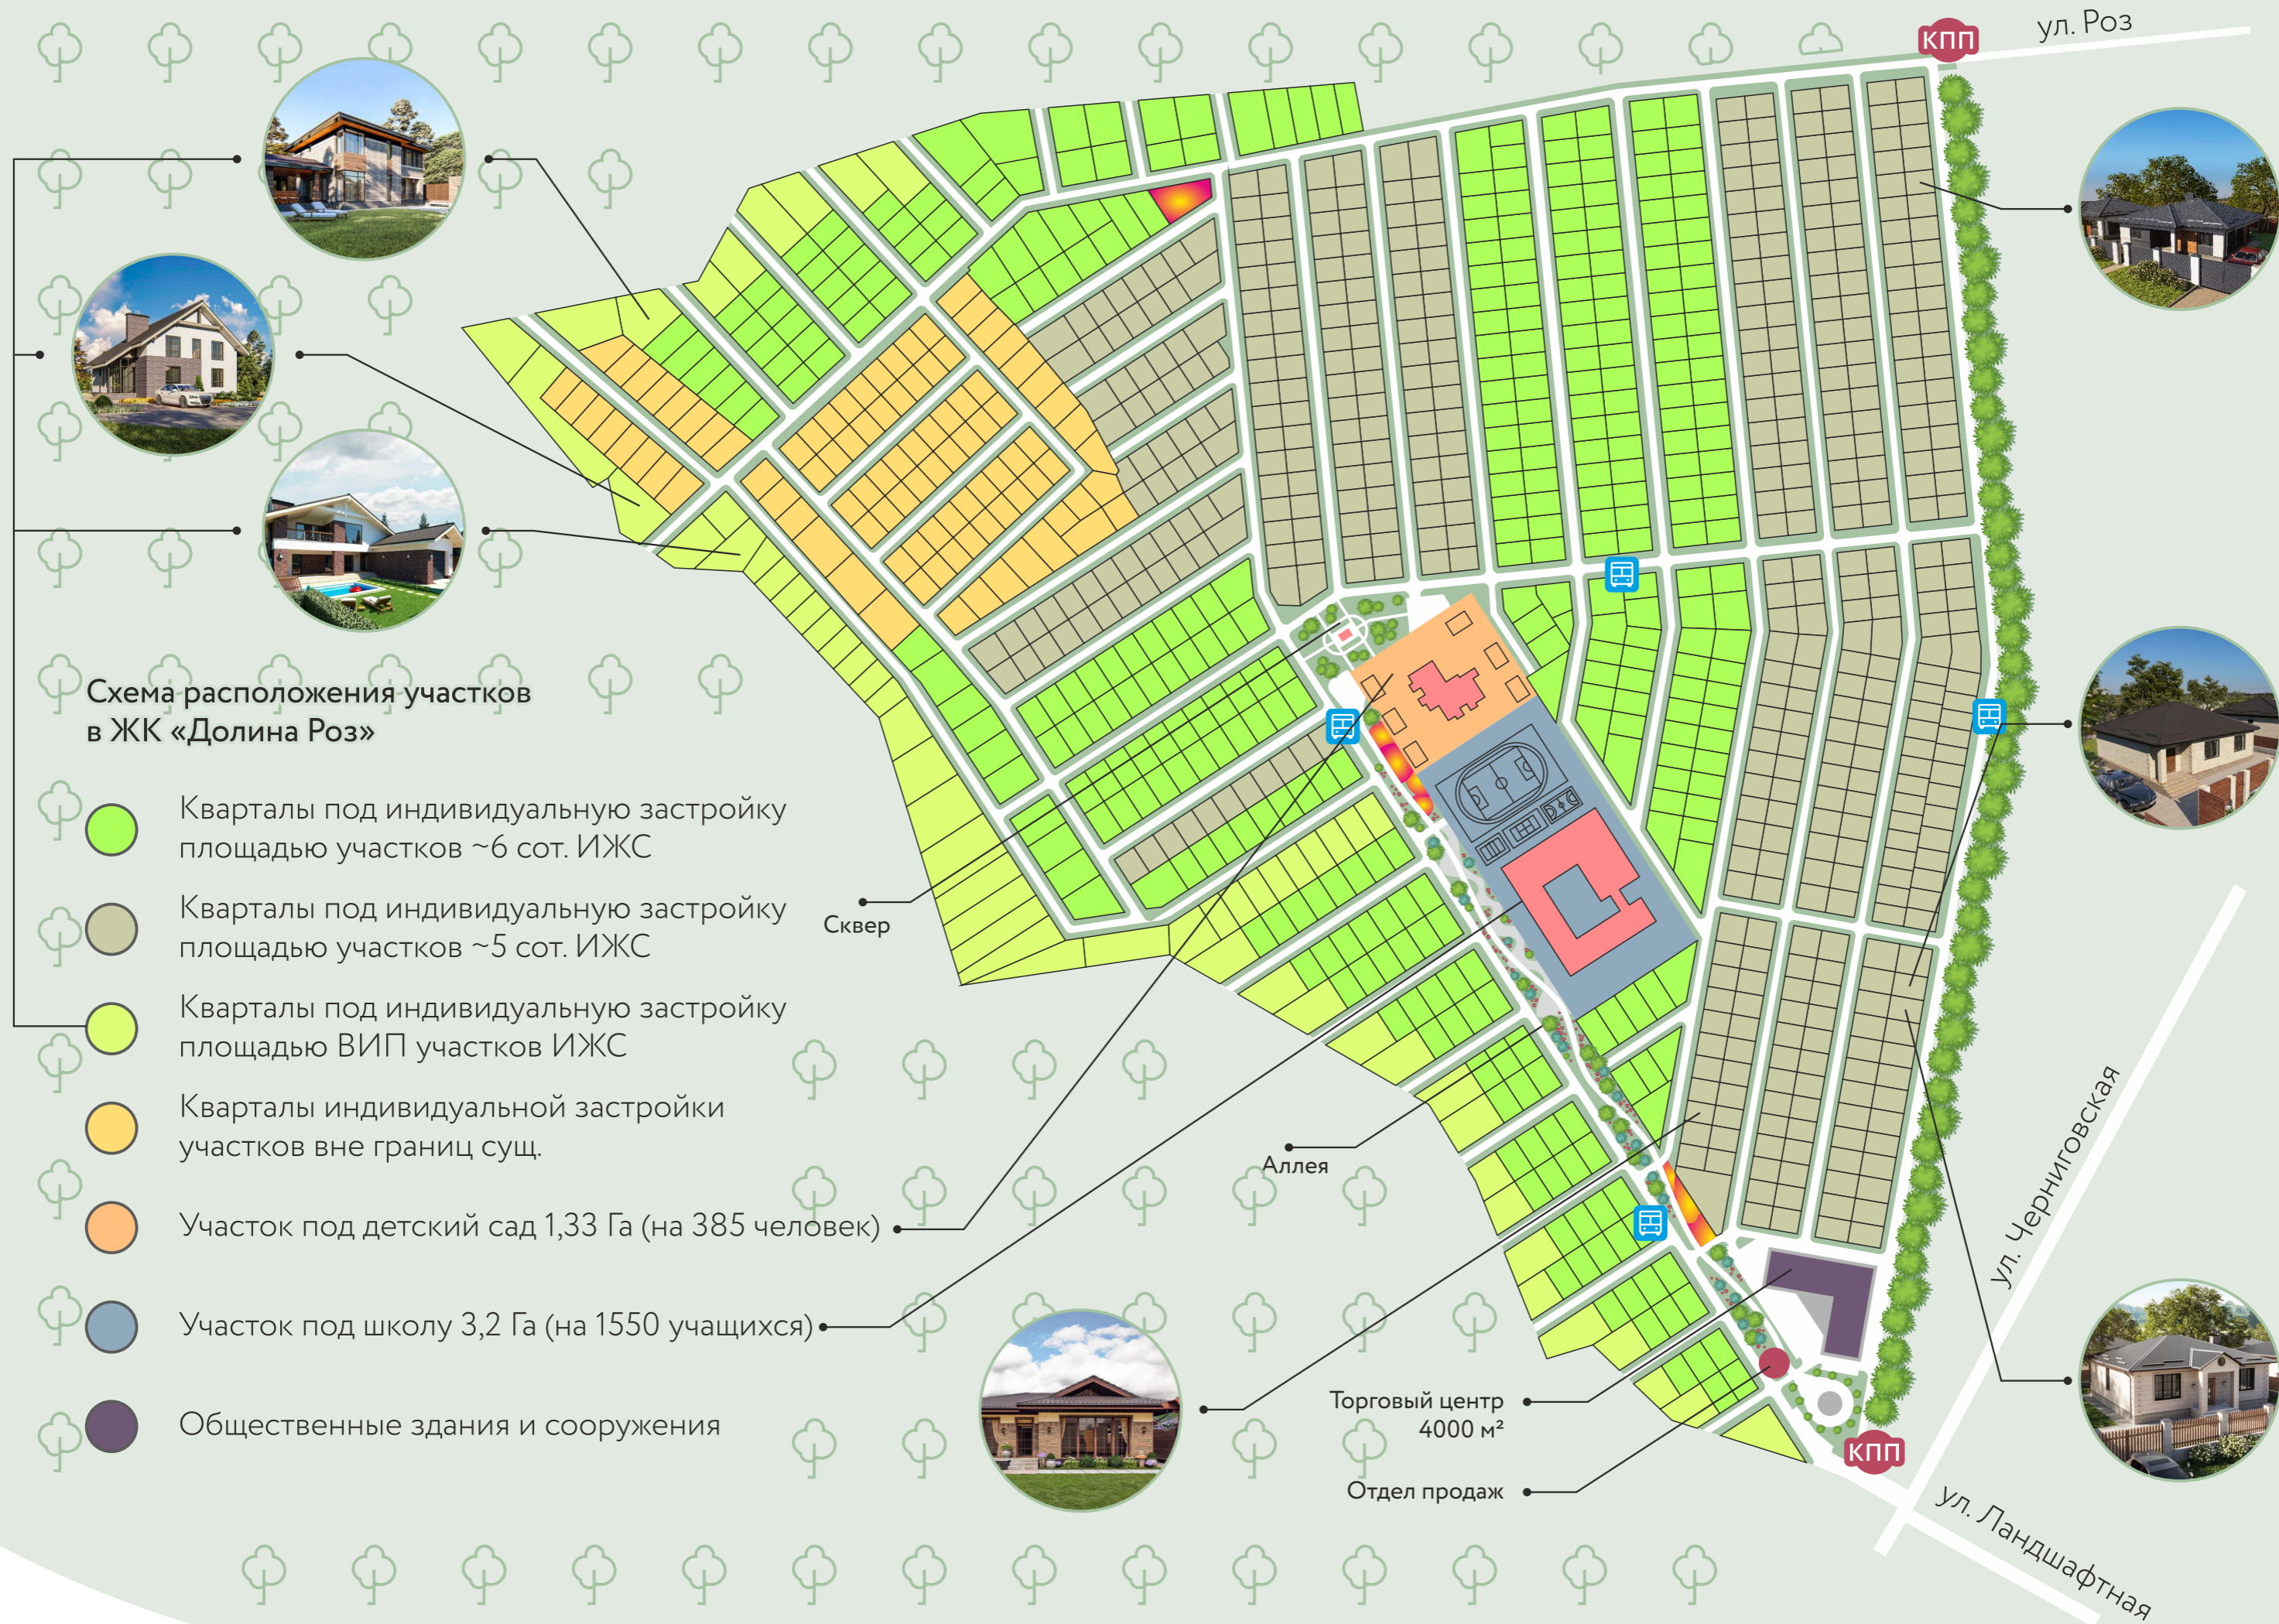 КПП
ул. Роз
Схема расположения участков
в ЖК «Долина Роз»
Кварталы под индивидуальную застройку
площадью участков ~6 сот. ИЖС
Кварталы под индивидуальную застройку
площадью участков ~5 сот. ИЖС
Кварталы под индивидуальную застройку
площадью ВИП участков ИЖС
Кварталы индивидуальной застройки
участков вне границ сущ.
Участок под детский сад 1,33 Га (на 385 человек)
Участок под школу 3,2 Га (на 1550 учащихся)
Общественные здания и сооружения
Сквер
Аллея
Торговый центр
4000 м²
Отдел продаж
ул. Черниговская
КПП
ул. Ландшафтная